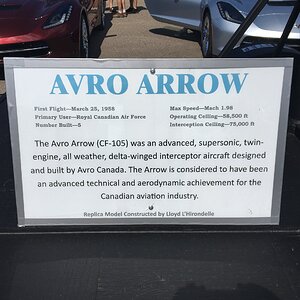 AVRO ARROW
First Flight—March 25, 1958
Primary User—Royal Canadian Air Force
Number Built—5
Max Speed—Mach 1.98
Operating Ceiling—58,500 ft
Interception Ceiling—75,000 ft
The Avro Arrow (CF-105) was an advanced, supersonic, twin-
engine, all weather, delta-winged interceptor aircraft designed
and built by Avro Canada. The Arrow is considered to have been
an advanced technical and aerodynamic achievement for the
Canadian aviation industry.
Replica Model Constructed by Lloyd L'Hirondelle